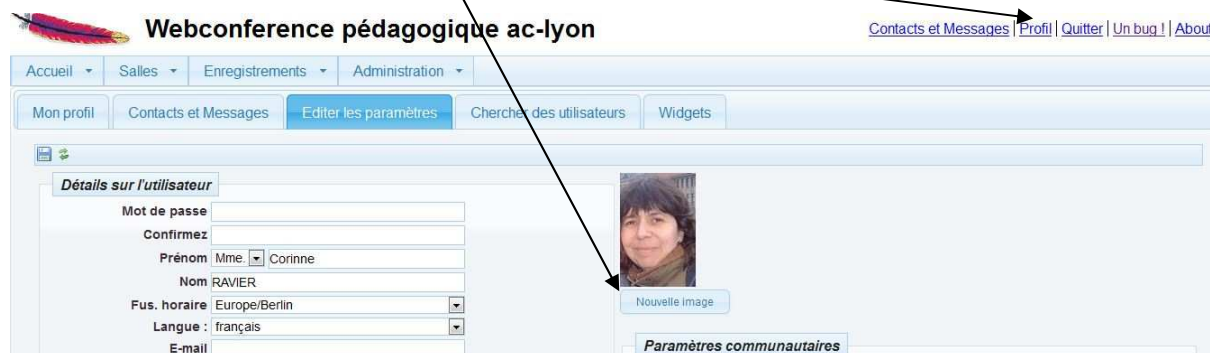 Webconference pédagogique ac-lyon
Contacts et Messages | Profil | Quitter | Un bug ! | About
Accueil Salles Enregistrements Administration
Mon profil Contacts et Messages Editer les paramètres Chercher des utilisateurs Widgets
Détails sur l'utilisateur
Mot de passe
Confirmez
Prénom Mme. Corinne
Nom RAVIER
Fus. horaire Europe/Berlin
Nouvelle image
Langue : français
E-mail
Paramètres communautaires